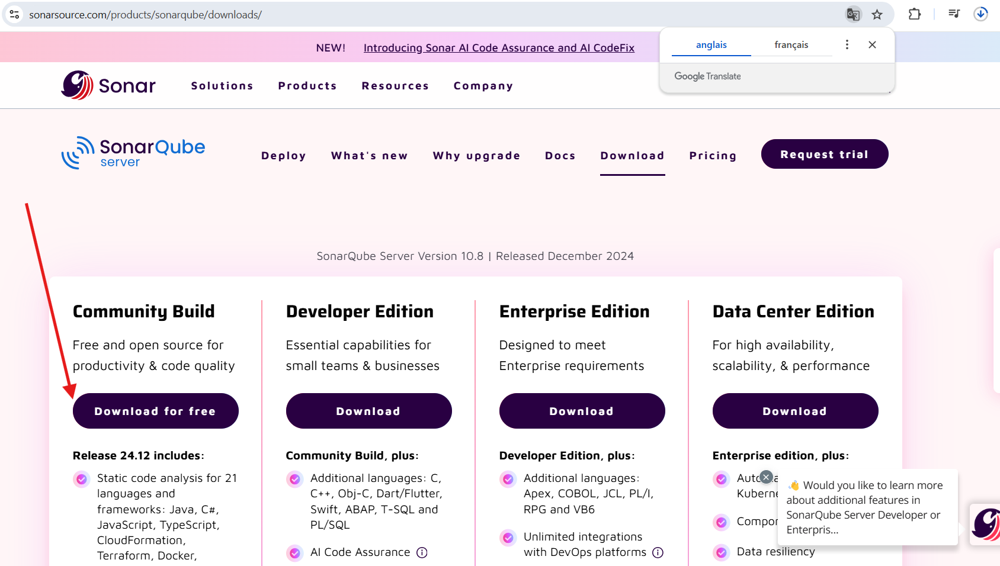 sonarsource.com/products/sonarqube/downloads/
anglais français
Google Translate
NEW! Introducing Sonar AI Code Assurance and AI CodeFix
Sonar Solutions Products Resources Company
SonarQube
server
Deploy What's new Why upgrade Docs Download Pricing Request trial
SonarQube Server Version 10.8 | Released December 2024
Community Build
Free and open source for
productivity & code quality
Download for free
Release 24.12 includes:
Static code analysis for 21
languages and
frameworks: Java, C#,
JavaScript, TypeScript,
CloudFormation,
Terraform, Docker,
Developer Edition
Essential capabilities for
small teams & businesses
Download
Community Build, plus:
Additional languages: C,
C++, Obj-C, Dart/Flutter,
Swift, ABAP, T-SQL and
PL/SQL
AI Code Assurance
Enterprise Edition
Designed to meet
Enterprise requirements
Download
Developer Edition, plus:
Additional languages:
Apex, COBOL, JCL, PL/I,
RPG and VB6
Unlimited integrations
with DevOps platforms
Data Center Edition
For high availability,
scalability, & performance
Download
Enterprise edition, plus:
Data resiliency
👋 Would you like to learn more
about additional features in
SonarQube Server Developer or
Enterpris...